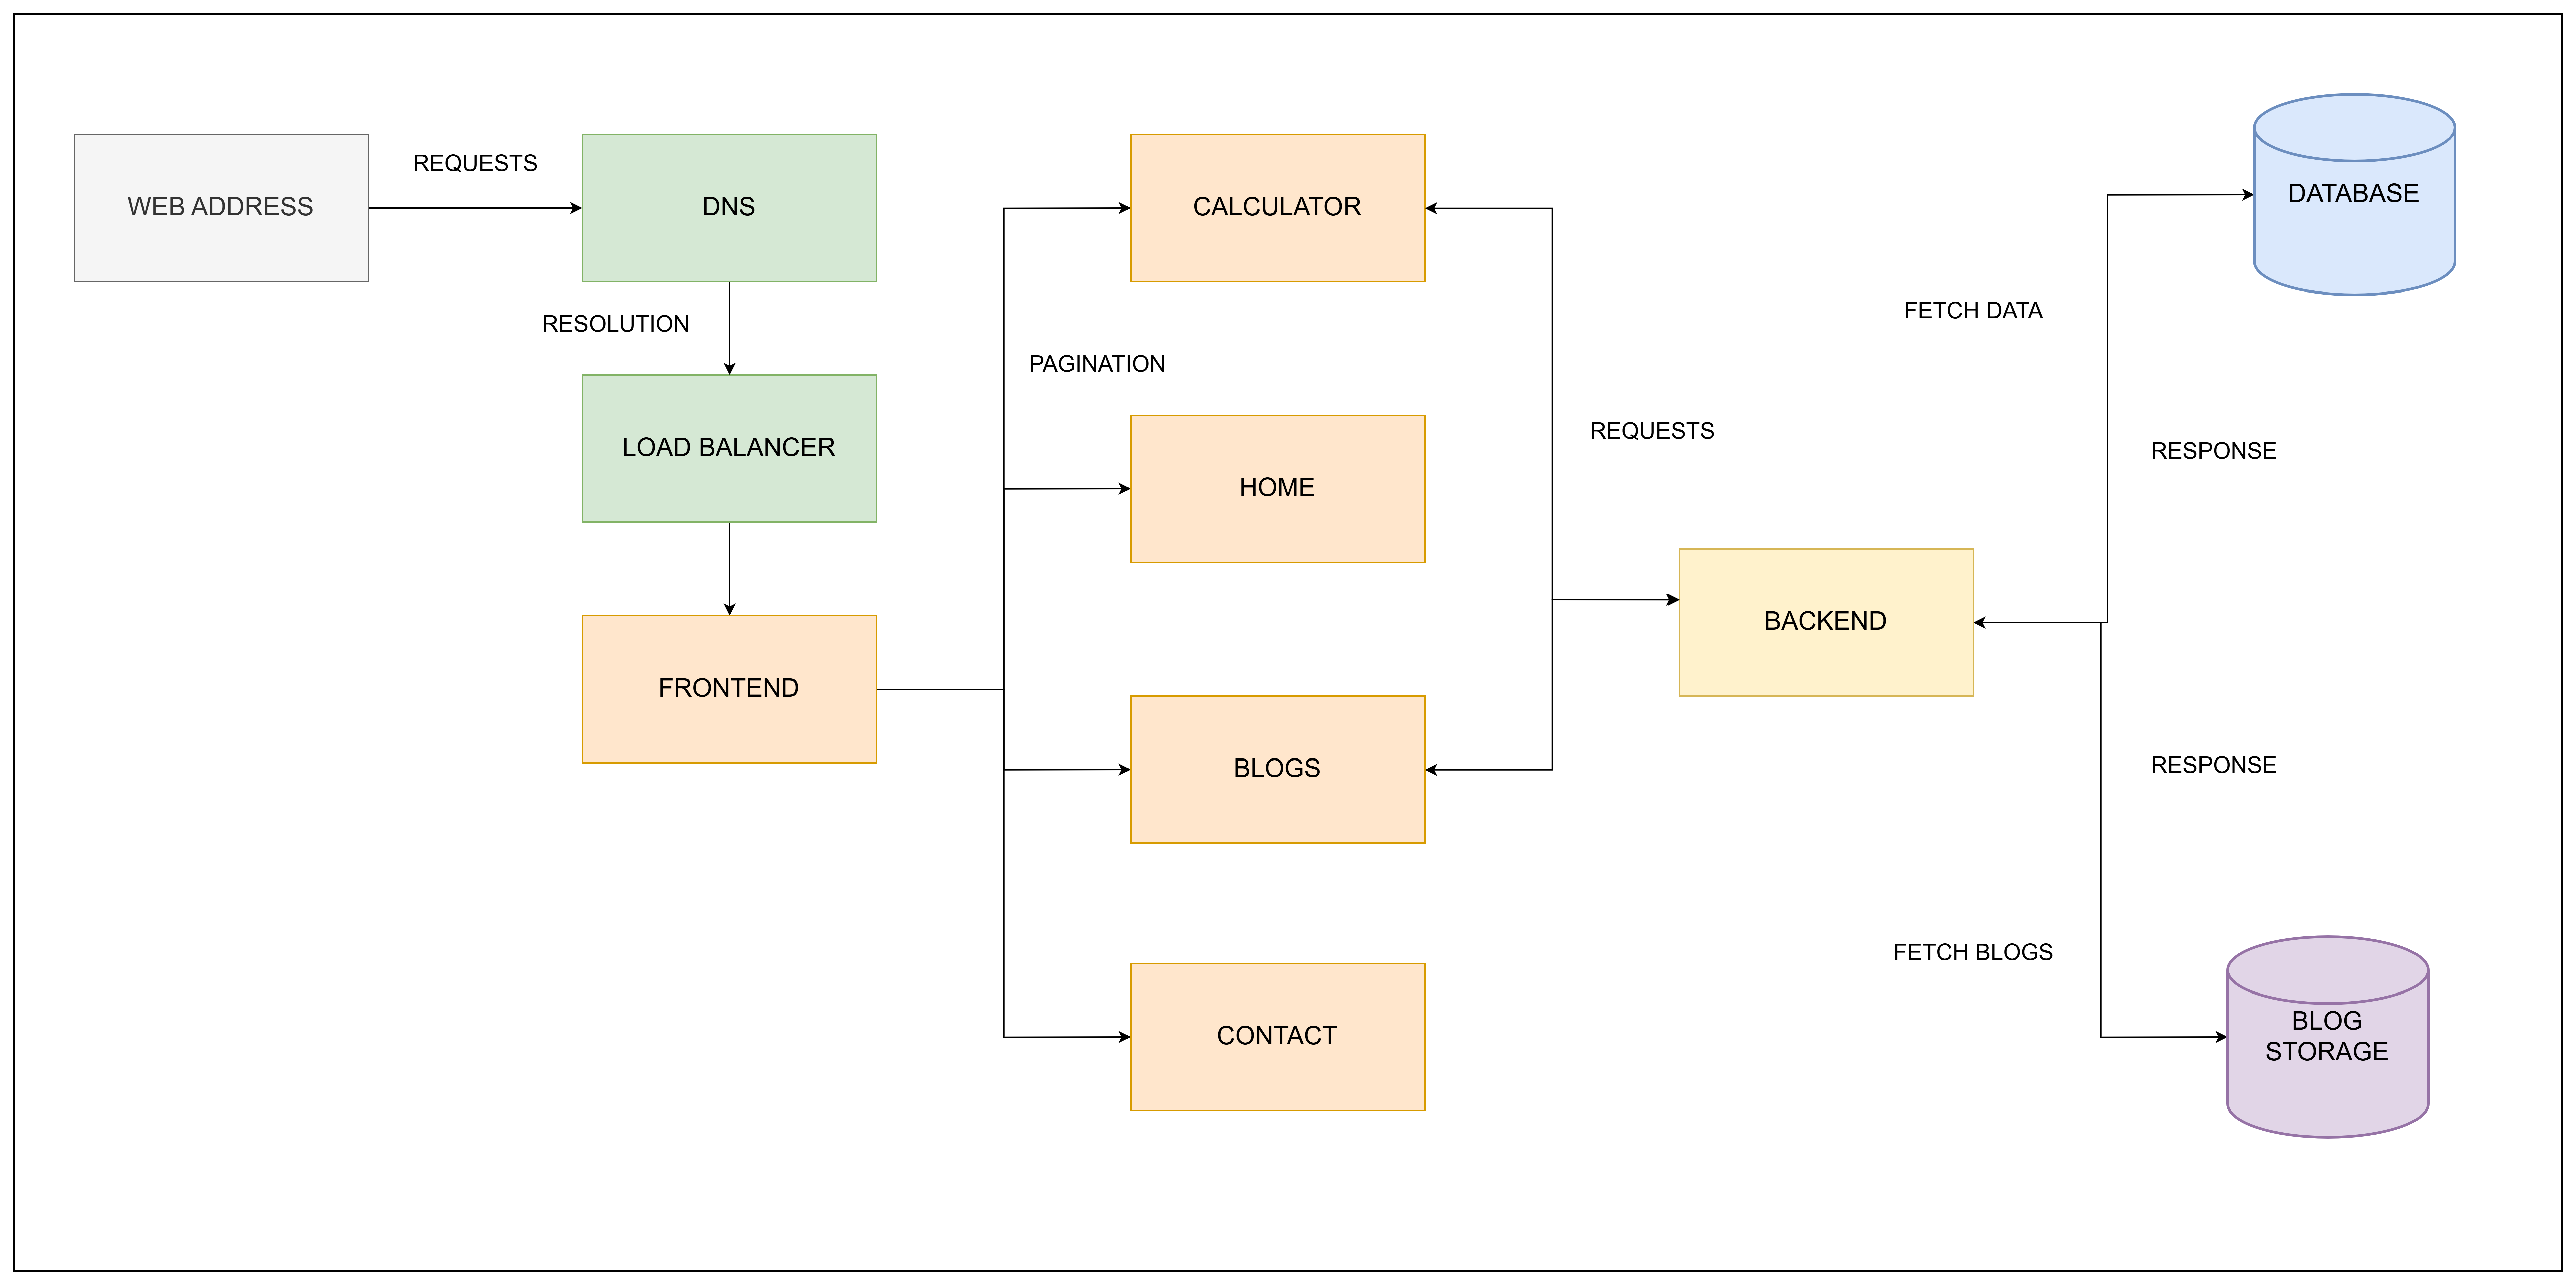 WEB ADDRESS
REQUESTS
DNS
RESOLUTION
LOAD BALANCER
FRONTEND
PAGINATION
CALCULATOR
HOME
BLOGS
CONTACT
REQUESTS
BACKEND
FETCH DATA
RESPONSE
DATABASE
RESPONSE
FETCH BLOGS
BLOG
STORAGE